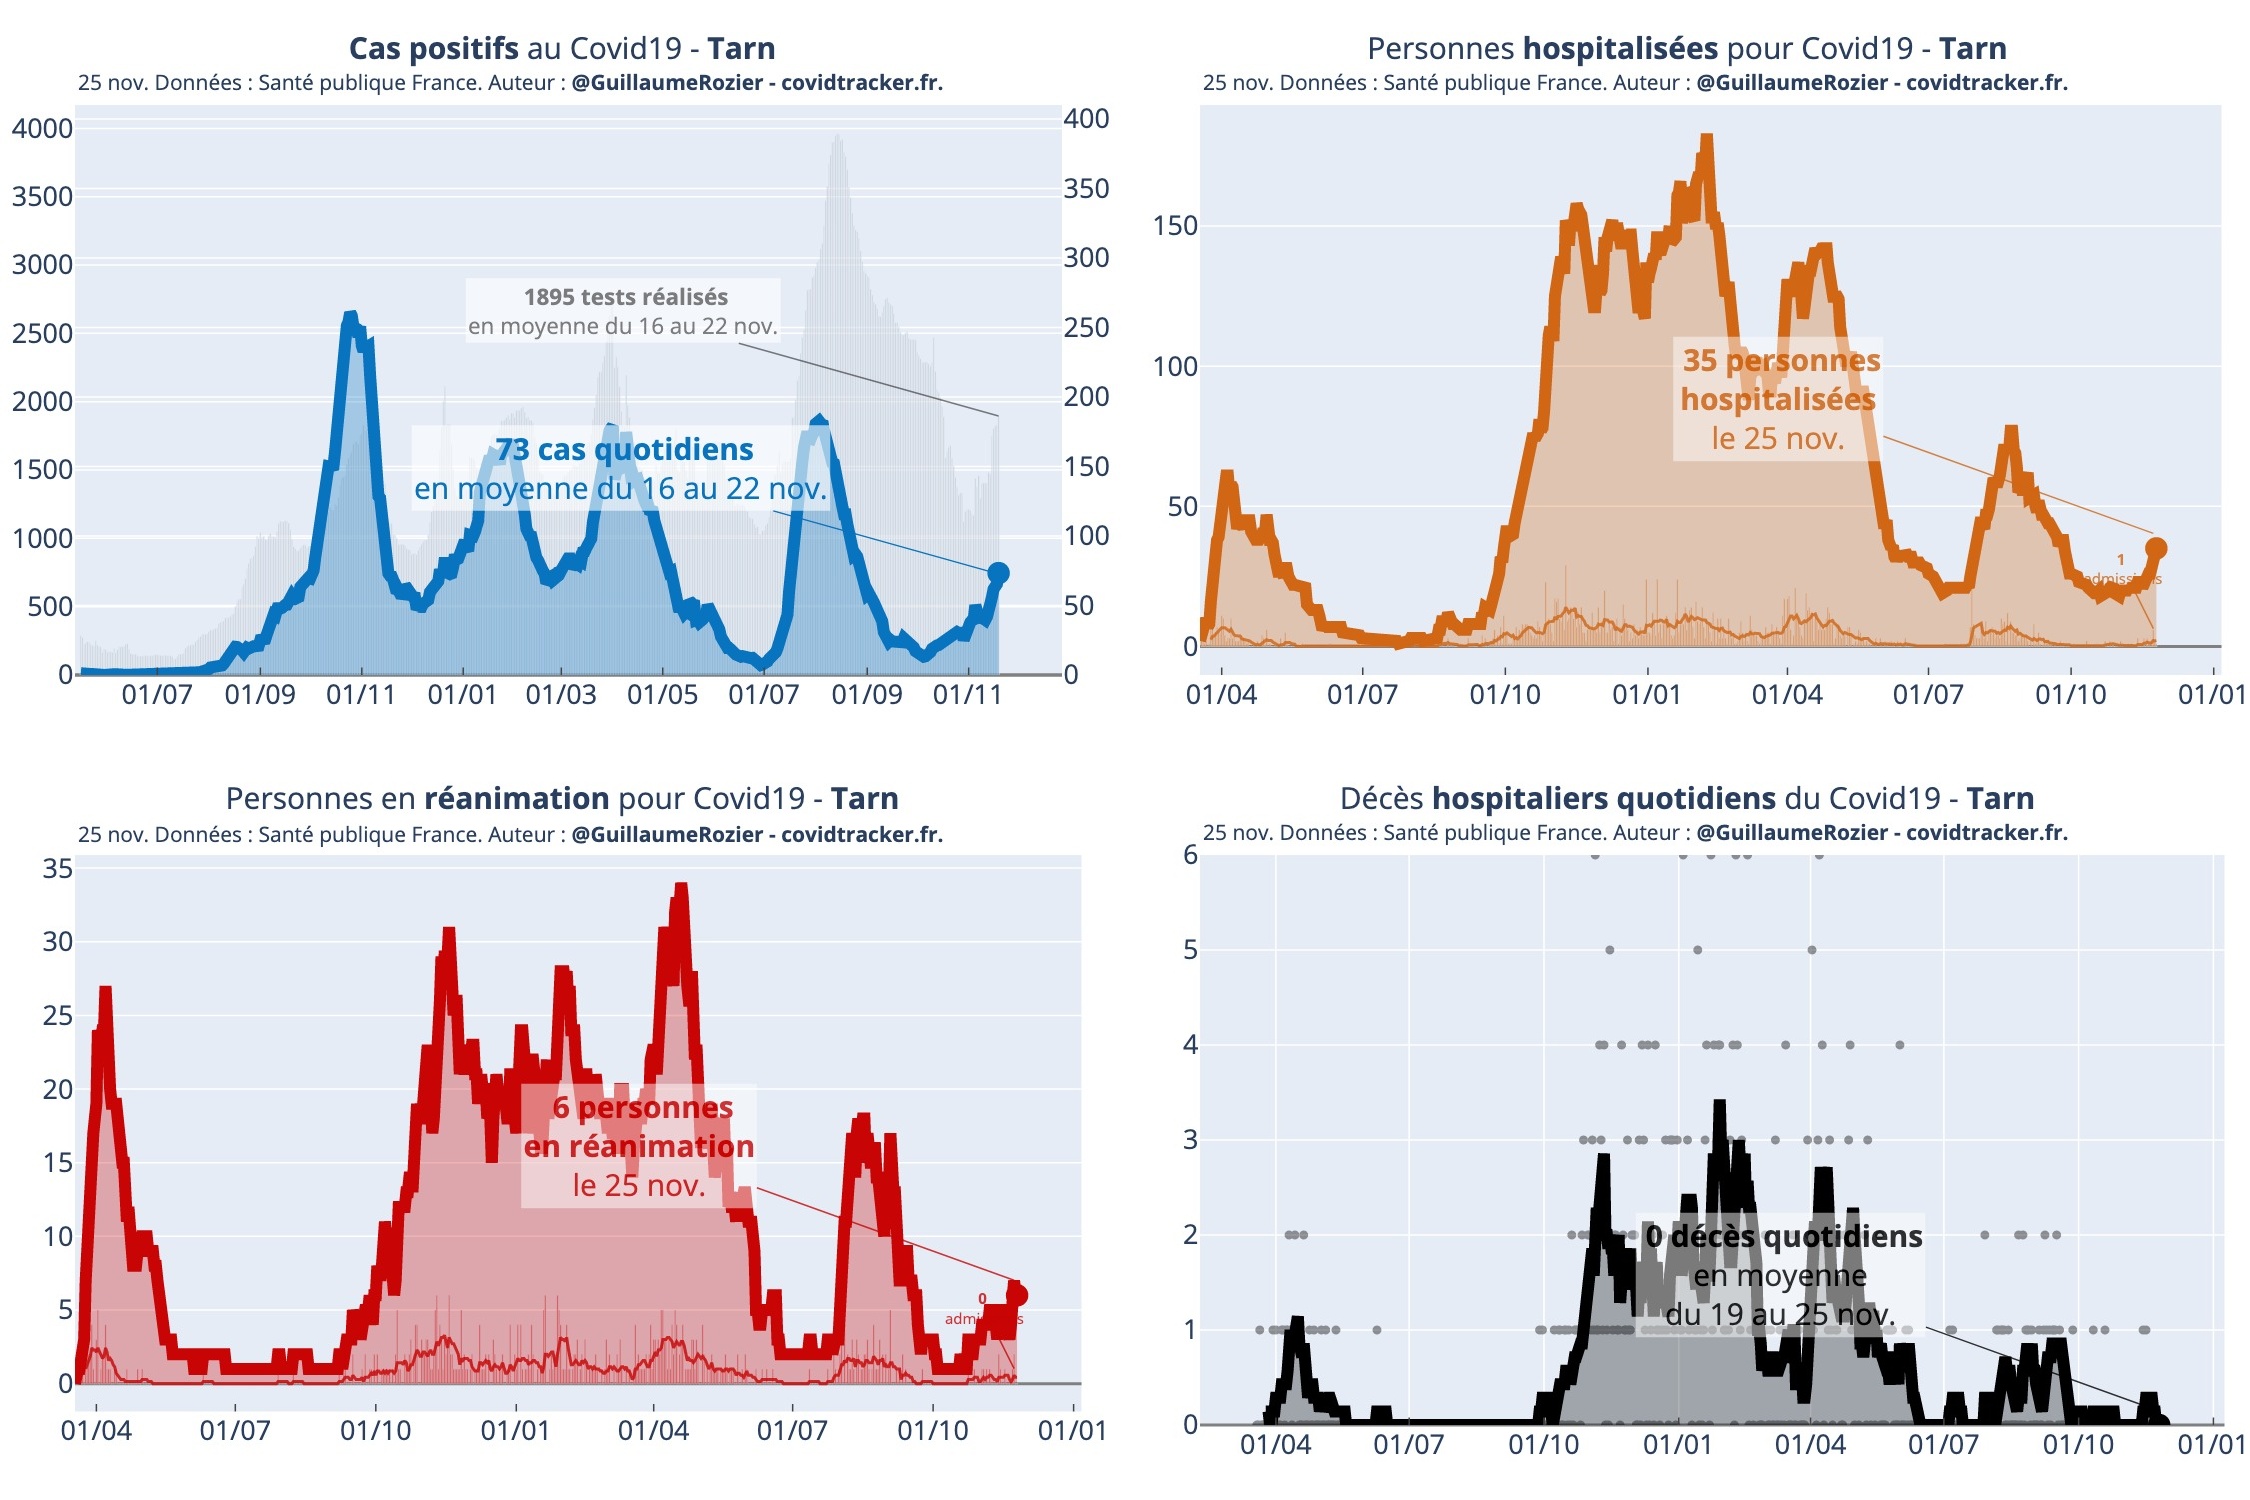 Cas positifs au Covid19 - Tarn
25 nov. Données : Santé publique France. Auteur : @GuillaumeRozier - covidtracker.fr.
4000
3500
3000
2500
2000
1500
1000
500
0
400
350
300
250
200
150
100
50
0
1895 tests réalisés
en moyenne du 16 au 22 nov.
73 cas quotidiens
en moyenne du 16 au 22 nov.
01/07 01/09 01/11 01/01 01/03 01/05 01/07 01/09 01/11
Personnes hospitalisées pour Covid19 - Tarn
25 nov. Données : Santé publique France. Auteur : @GuillaumeRozier - covidtracker.fr.
150
100
50
0
35 personnes
hospitalisées
le 25 nov.
1
admissions
01/04 01/07 01/10 01/01 01/04 01/07 01/10 01/01
Personnes en réanimation pour Covid19 - Tarn
25 nov. Données : Santé publique France. Auteur : @GuillaumeRozier - covidtracker.fr.
35
30
25
20
15
10
5
0
6 personnes
en réanimation
le 25 nov.
0
admissions
01/04 01/07 01/10 01/01 01/04 01/07 01/10 01/01
Décès hospitaliers quotidiens du Covid19 - Tarn
25 nov. Données : Santé publique France. Auteur : @GuillaumeRozier - covidtracker.fr.
6
5
4
3
2
1
0
0 décès quotidiens
en moyenne
du 19 au 25 nov.
01/04 01/07 01/10 01/01 01/04 01/07 01/10 01/01